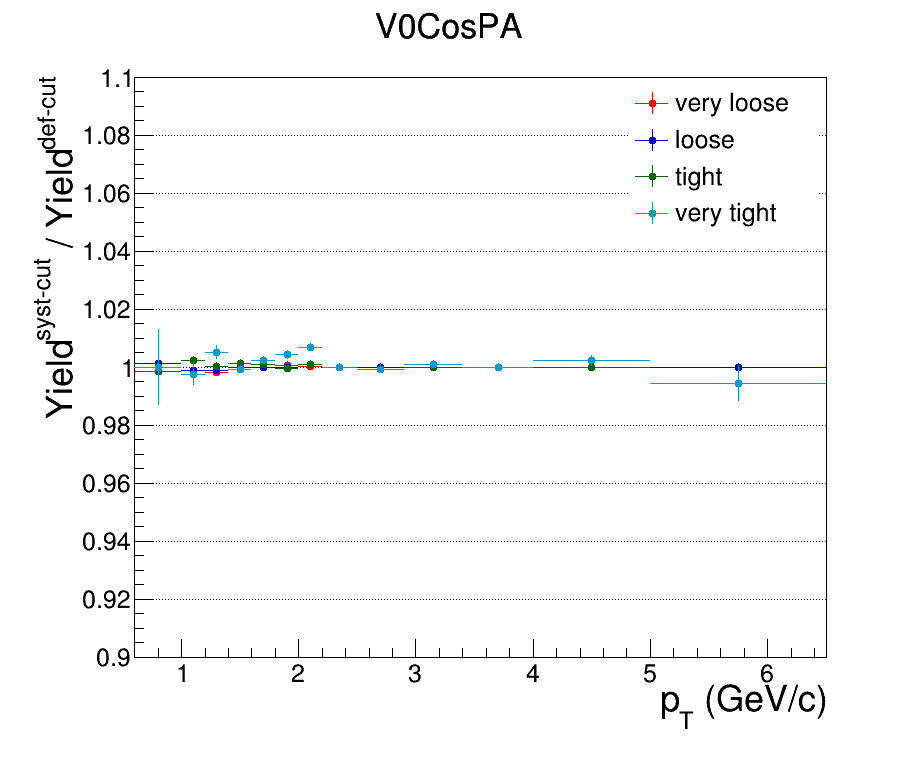 V0CosPA
Yield^syst-cut / Yield^def-cut
1.1
1.08
1.06
1.04
1.02
1
0.98
0.96
0.94
0.92
0.9
very loose
loose
tight
very tight
1 2 3 4 5 6
p_T (GeV/c)